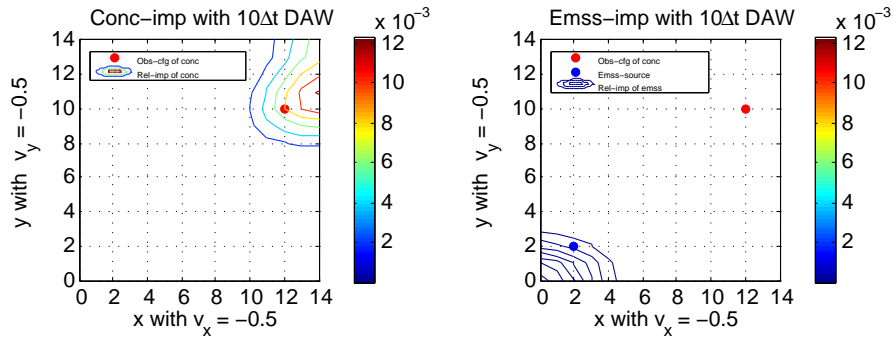 Conc-imp with 10Δt DAW
x 10⁻³
14
12
10
8
6
4
2
0
Obs-cfg of conc
Rel-imp of conc
2 4 6 8 10 12 14
12
10
8
6
4
2
y with v_y = −0.5
x with v_x = −0.5
Emss-imp with 10Δt DAW
x 10⁻³
14
12
10
8
6
4
2
0
Obs-cfg of conc
Emss-source
Rel-imp of emss
0 2 4 6 8 10 12 14
12
10
8
6
4
2
y with v_y = −0.5
x with v_x = −0.5